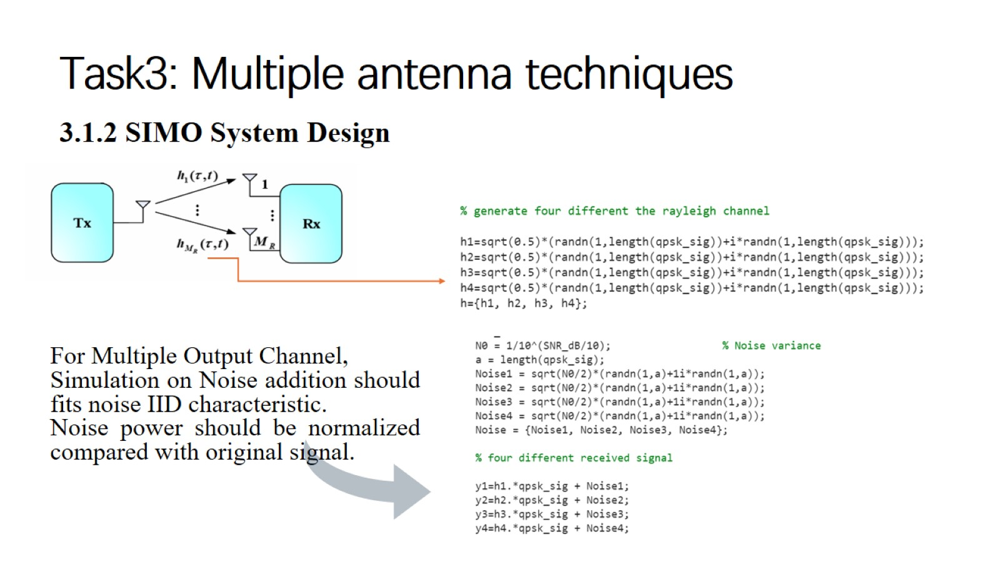 Task3: Multiple antenna techniques
3.1.2 SIMO System Design
h1(τ,t)
1
Tx
⋮
⋮
Rx
hMR(τ,t)
MR
% generate four different the rayleigh channel
h1=sqrt(0.5)*(randn(1,length(qpsk_sig))+i*randn(1,length(qpsk_sig)));
h2=sqrt(0.5)*(randn(1,length(qpsk_sig))+i*randn(1,length(qpsk_sig)));
h3=sqrt(0.5)*(randn(1,length(qpsk_sig))+i*randn(1,length(qpsk_sig)));
h4=sqrt(0.5)*(randn(1,length(qpsk_sig))+i*randn(1,length(qpsk_sig)));
h={h1, h2, h3, h4};
For Multiple Output Channel,
Simulation on Noise addition should
fits noise IID characteristic.
Noise power should be normalized
compared with original signal.
N0 = 1/10^(SNR_dB/10); % Noise variance
a = length(qpsk_sig);
Noise1 = sqrt(N0/2)*(randn(1,a)+1i*randn(1,a));
Noise2 = sqrt(N0/2)*(randn(1,a)+1i*randn(1,a));
Noise3 = sqrt(N0/2)*(randn(1,a)+1i*randn(1,a));
Noise4 = sqrt(N0/2)*(randn(1,a)+1i*randn(1,a));
Noise = {Noise1, Noise2, Noise3, Noise4};
% four different received signal
y1=h1.*qpsk_sig + Noise1;
y2=h2.*qpsk_sig + Noise2;
y3=h3.*qpsk_sig + Noise3;
y4=h4.*qpsk_sig + Noise4;